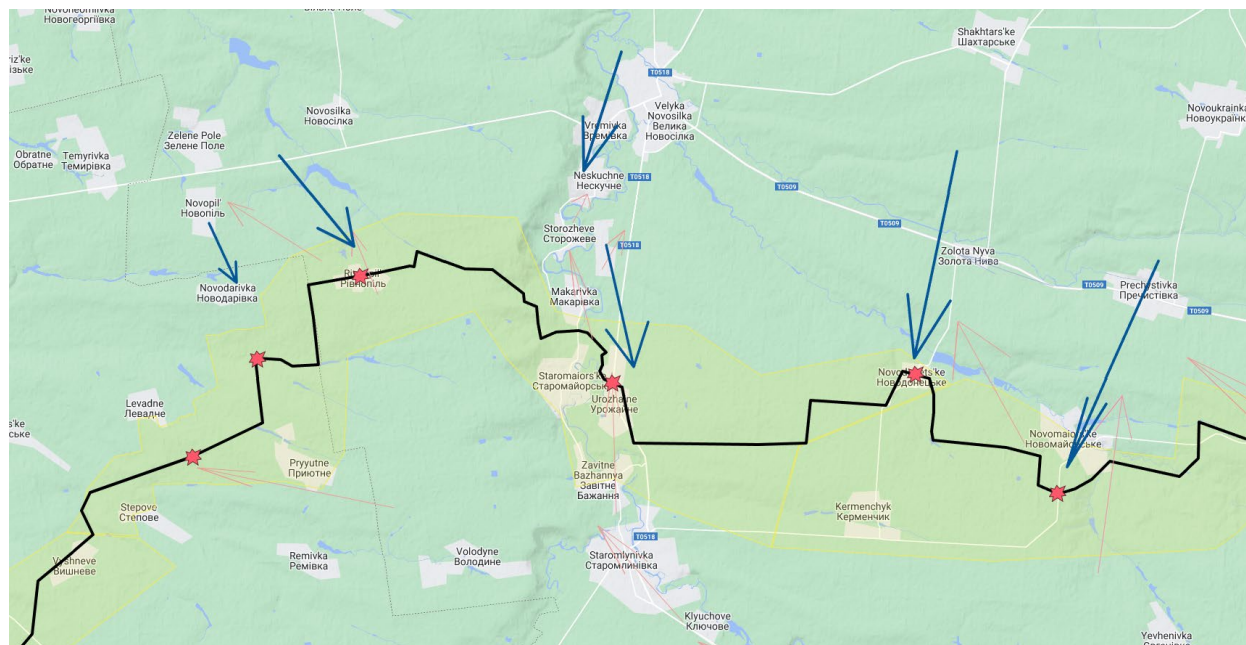 Novoheorhiivka
Новогеоргіївка
Shakhtars'ke
Шахтарське
riz'ke
різьке
T0518
Novosilka
Новосілка
Velyka
Novosilka
Велика
Новосілка
Novoukrainka
Zelene Pole
Зелене Поле
Vremivka
Времівка
Obratne
Обратне
Temyrivka
Темирівка
Neskuchne
Нескучне
T0518
T0509
Novopil'
Новопіль
Storozheve
Сторожеве
T0518
T0509
Zolota Nyva
Золота Нива
Novodarivka
Новодарівка
Рівнопіль
Makarivka
Макарівка
T0509
Prechystivka
Пречистівка
T0509
Staromaiors'ke
Старомайорське
Новодонецьке
Levadne
Левадне
Urozhaine
Урожайне
s'ke
ське
Novomaiors'ke
Новомайорське
Pryyutne
Приютне
Zavitne
Bazhannya
Завітне
Бажання
Stepove
Степове
Kermenchyk
Керменчик
T0518
Vyshneve
Вишневе
Remivka
Ремівка
Volodyne
Володине
Staromlynivka
Старомлинівка
Klyuchove
Ключове
Yevhenivka